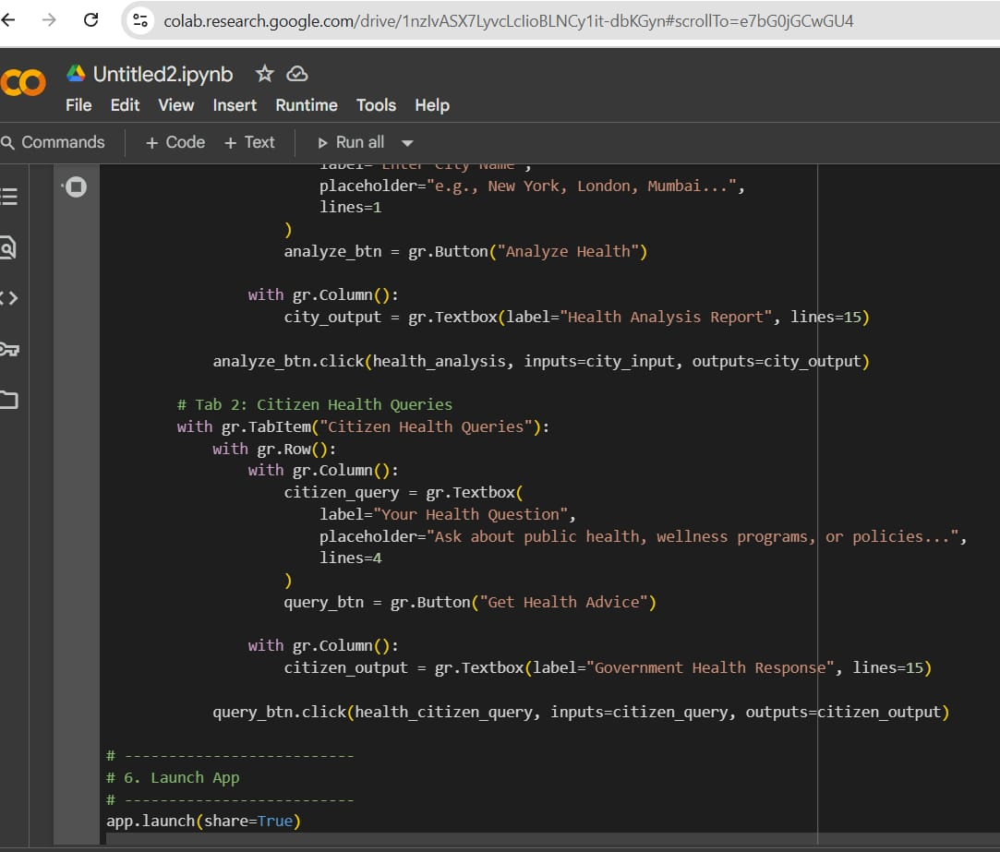 colab.research.google.com/drive/1nzIvASX7LyvcLclioBLNCy1it-dbKGyn#scrollTo=e7bG0jGCwGU4
Untitled2.ipynb
File Edit View Insert Runtime Tools Help
Commands + Code + Text Run all
label="Enter City Name",
placeholder="e.g., New York, London, Mumbai...",
lines=1
)
analyze_btn = gr.Button("Analyze Health")
with gr.Column():
city_output = gr.Textbox(label="Health Analysis Report", lines=15)
analyze_btn.click(health_analysis, inputs=city_input, outputs=city_output)
# Tab 2: Citizen Health Queries
with gr.TabItem("Citizen Health Queries"):
with gr.Row():
with gr.Column():
citizen_query = gr.Textbox(
label="Your Health Question",
placeholder="Ask about public health, wellness programs, or policies...",
lines=4
)
query_btn = gr.Button("Get Health Advice")
with gr.Column():
citizen_output = gr.Textbox(label="Government Health Response", lines=15)
query_btn.click(health_citizen_query, inputs=citizen_query, outputs=citizen_output)
# --------------------------
# 6. Launch App
# --------------------------
app.launch(share=True)